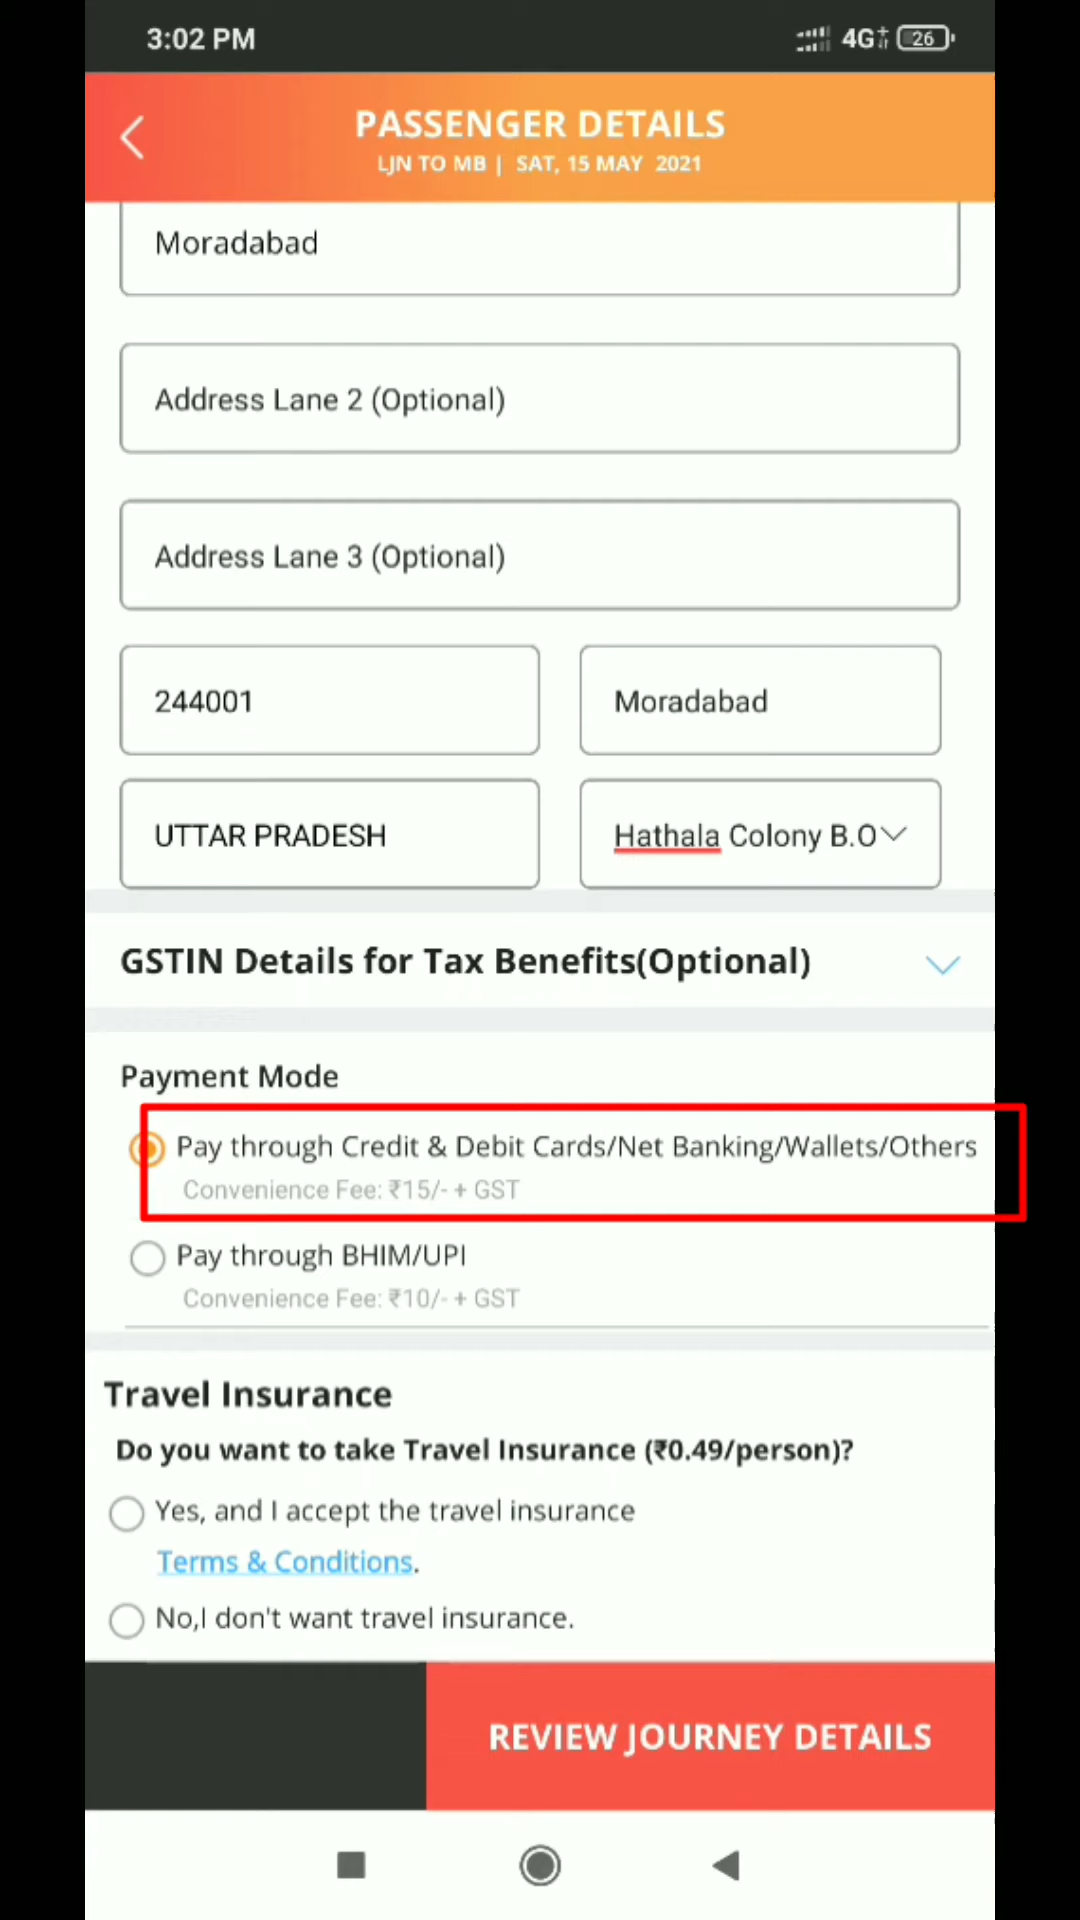 3:02 PM
4G+ 26
PASSENGER DETAILS
LJN TO MB | SAT, 15 MAY 2021
Moradabad
Address Lane 2 (Optional)
Address Lane 3 (Optional)
244001
Moradabad
UTTAR PRADESH
Hathala Colony B.O
GSTIN Details for Tax Benefits(Optional)
Payment Mode
Pay through Credit & Debit Cards/Net Banking/Wallets/Others
Convenience Fee: ₹15/- + GST
Pay through BHIM/UPI
Convenience Fee: ₹10/- + GST
Travel Insurance
Do you want to take Travel Insurance (₹0.49/person)?
Yes, and I accept the travel insurance
Terms & Conditions.
No,I don't want travel insurance.
REVIEW JOURNEY DETAILS